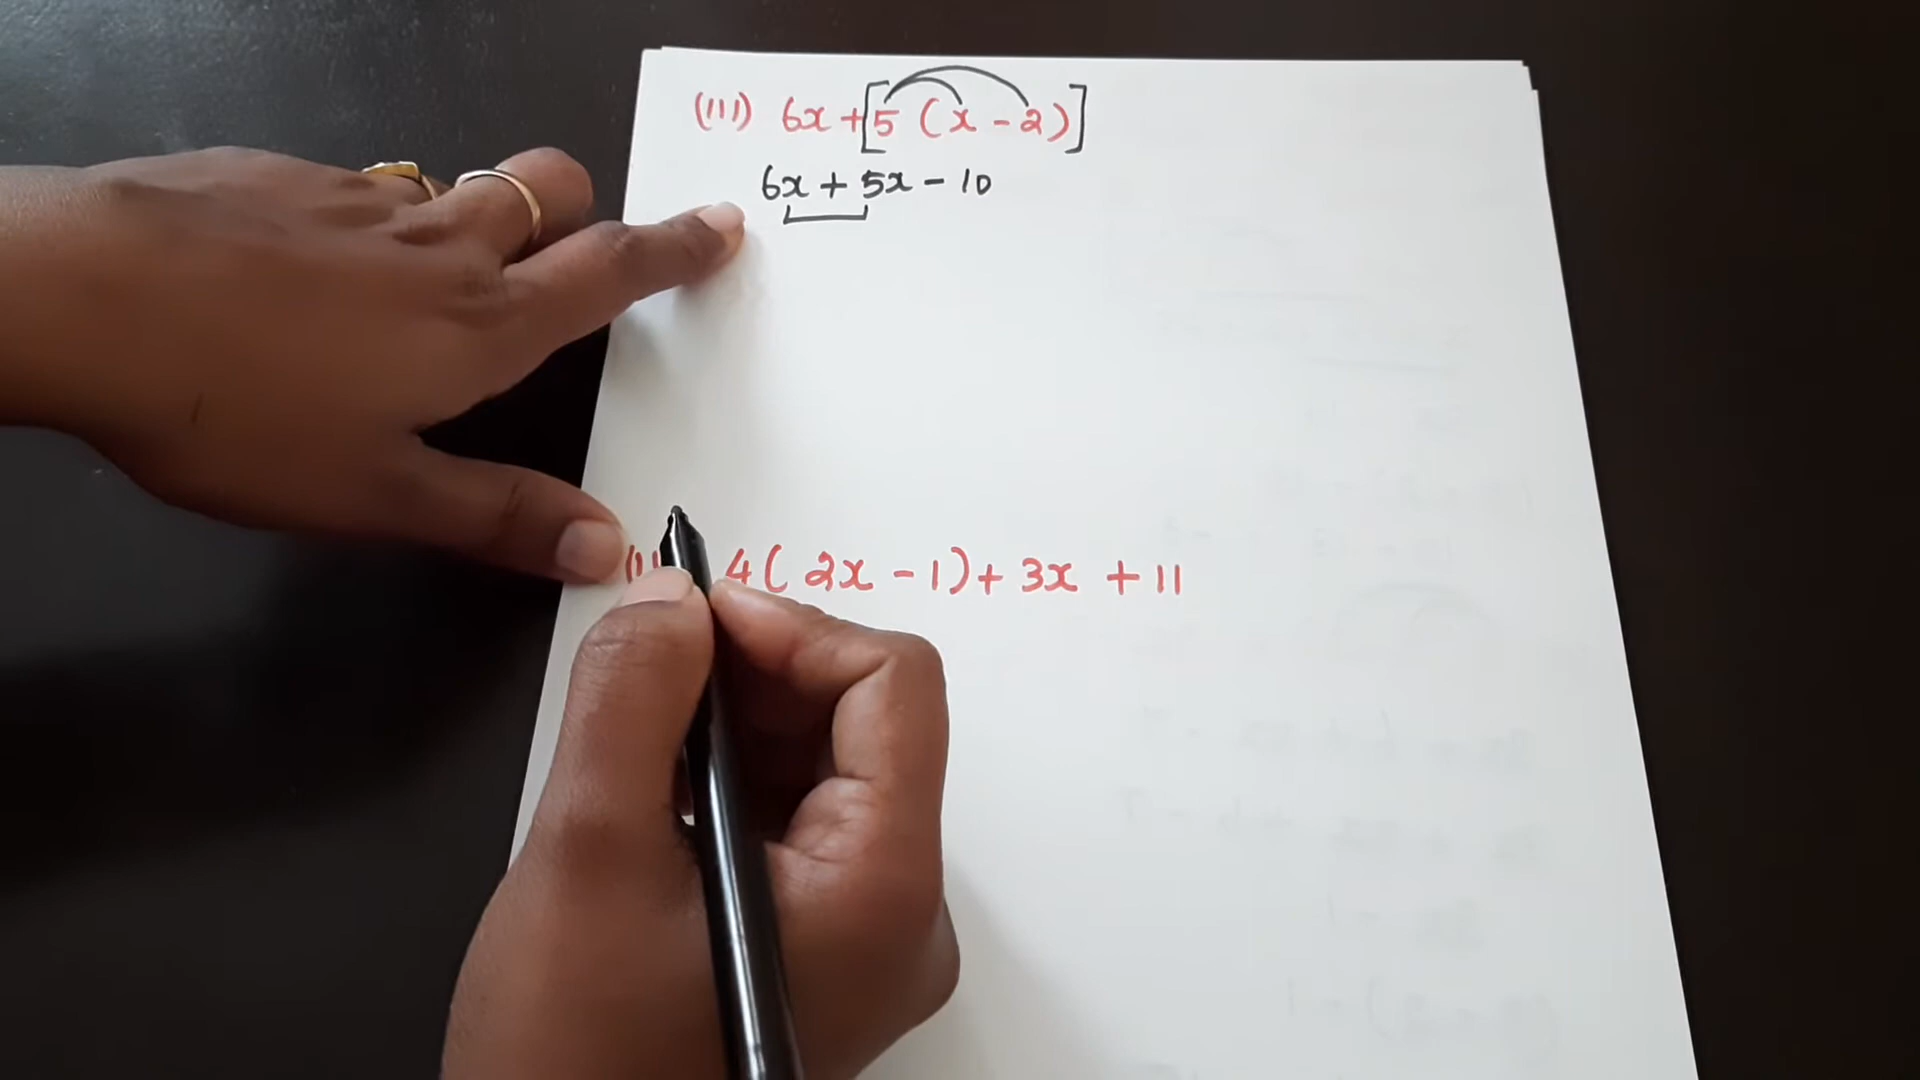 (III) 6x + [5 (x - 2)]
6x + 5x - 10
4( 2x - 1) + 3x + 11